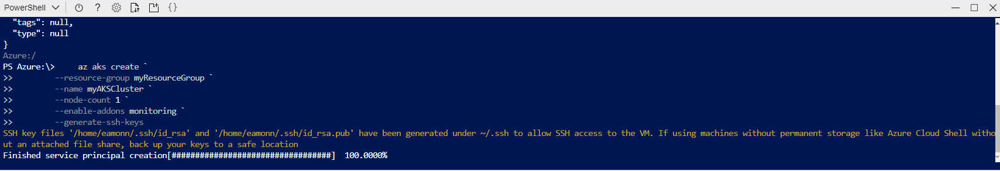 PowerShell ? {}
"tags": null,
"type": null
}
Azure:/
PS Azure:\> az aks create `
>> --resource-group myResourceGroup `
>> --name myAKSCluster `
>> --node-count 1 `
>> --enable-addons monitoring `
>> --generate-ssh-keys
SSH key files '/home/eamonn/.ssh/id_rsa' and '/home/eamonn/.ssh/id_rsa.pub' have been generated under ~/.ssh to allow SSH access to the VM. If using machines without permanent storage like Azure Cloud Shell witho
ut an attached file share, back up your keys to a safe location
Finished service principal creation[##################################] 100.0000%